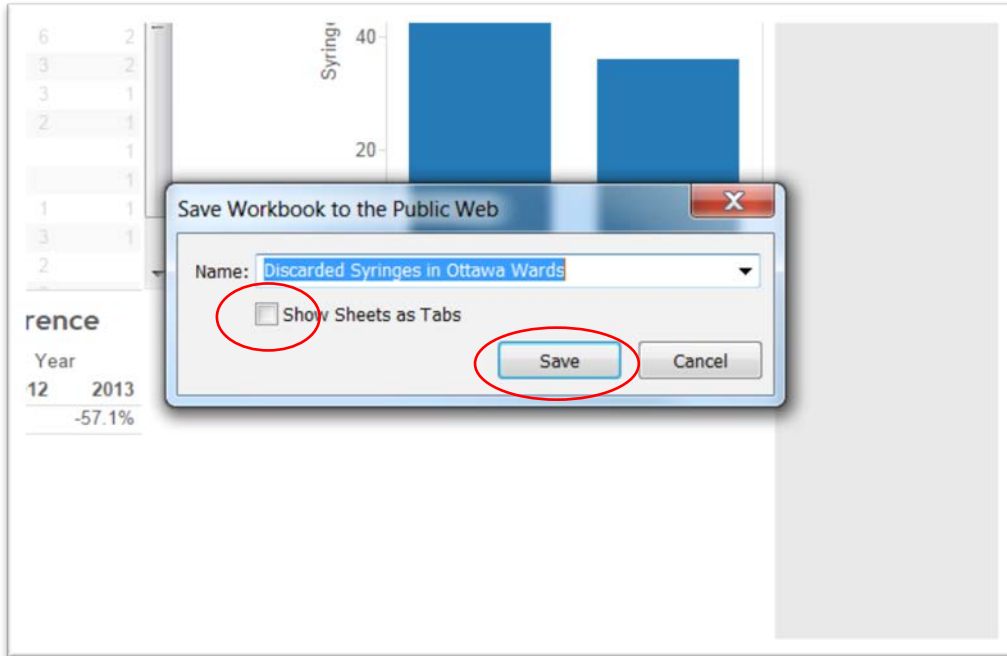 6 2
3 2
3 1
2 1
1
1
1 1
3 1
2
40
20
Save Workbook to the Public Web
Name: Discarded Syringes in Ottawa Wards
Show Sheets as Tabs
Save Cancel
rence
Year
12 2013
-57.1%